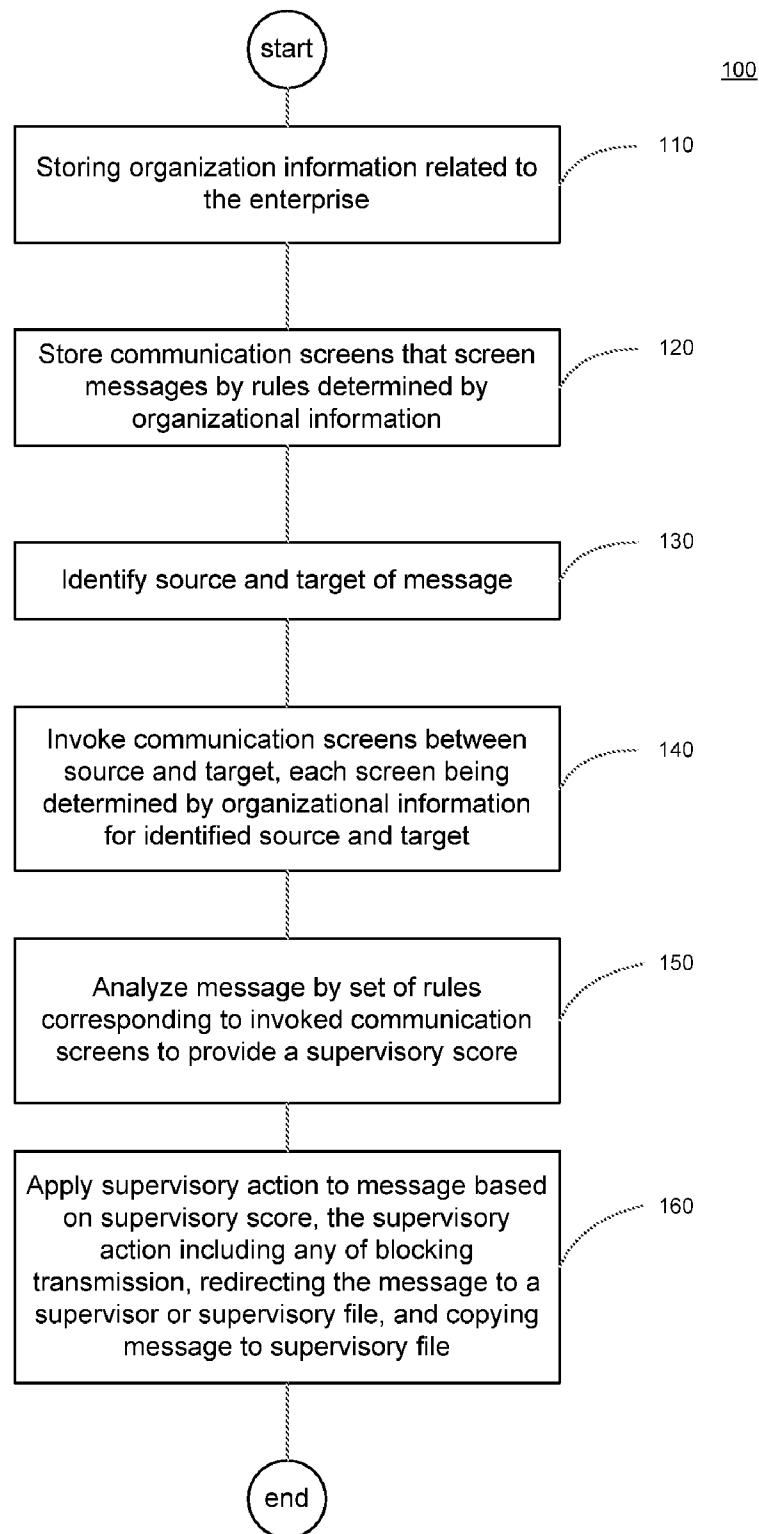 start
100
Storing organization information related to
the enterprise
110
Store communication screens that screen
messages by rules determined by
organizational information
120
Identify source and target of message
130
Invoke communication screens between
source and target, each screen being
determined by organizational information
for identified source and target
140
Analyze message by set of rules
corresponding to invoked communication
screens to provide a supervisory score
150
Apply supervisory action to message based
on supervisory score, the supervisory
action including any of blocking
transmission, redirecting the message to a
supervisor or supervisory file, and copying
message to supervisory file
160
end